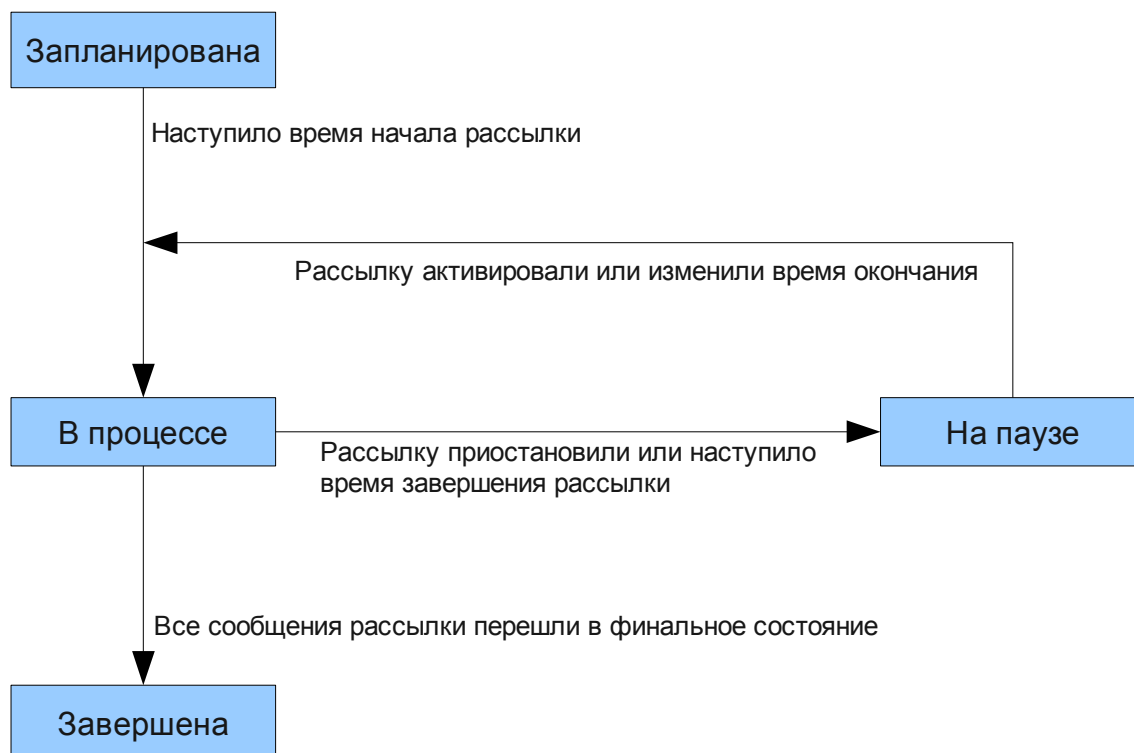 Запланирована
Наступило время начала рассылки
Рассылку активировали или изменили время окончания
В процессе
На паузе
Рассылку приостановили или наступило
время завершения рассылки
Все сообщения рассылки перешли в финальное состояние
Завершена